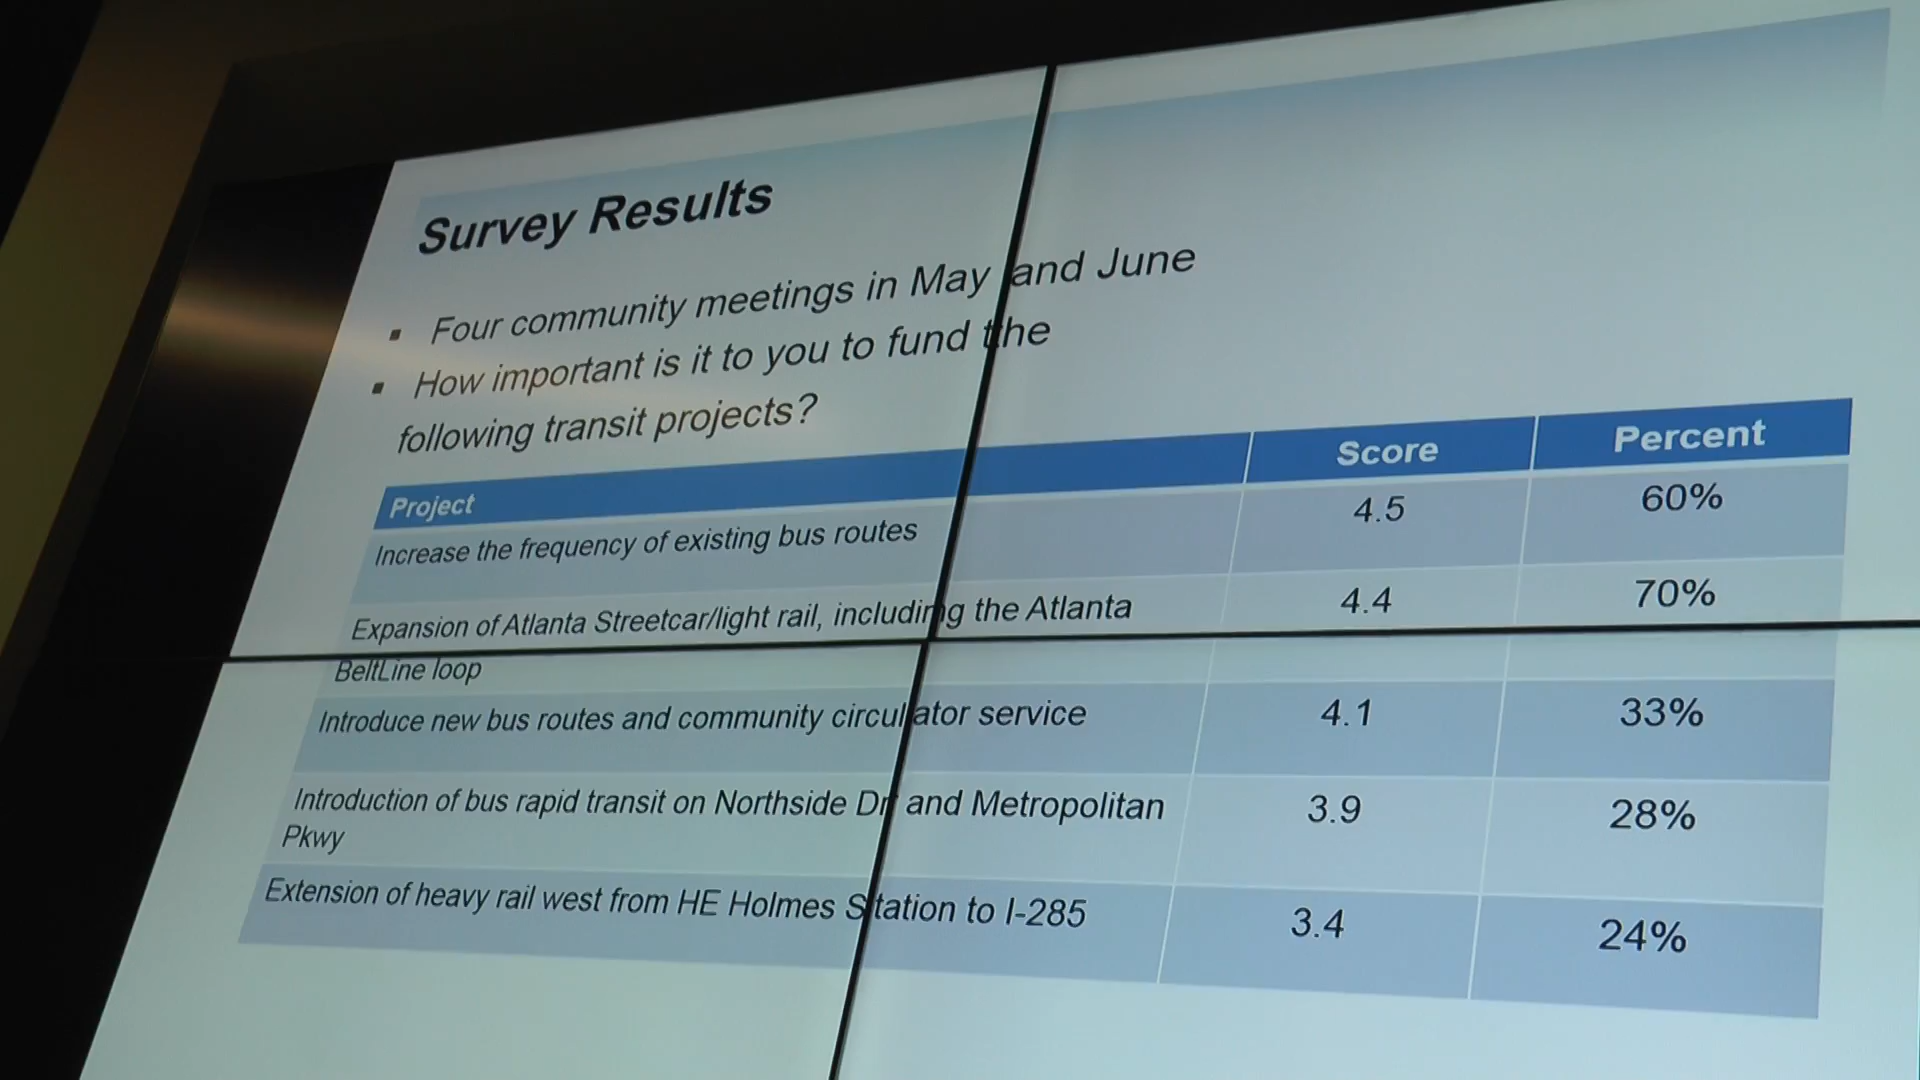 Survey Results
▪ Four community meetings in May and June
▪ How important is it to you to fund the
following transit projects?
Project Score Percent
Increase the frequency of existing bus routes 4.5 60%
Expansion of Atlanta Streetcar/light rail, including the Atlanta 4.4 70%
BeltLine loop
Introduce new bus routes and community circulator service 4.1 33%
Introduction of bus rapid transit on Northside Dr and Metropolitan 3.9 28%
Pkwy
Extension of heavy rail west from HE Holmes Station to I-285 3.4 24%